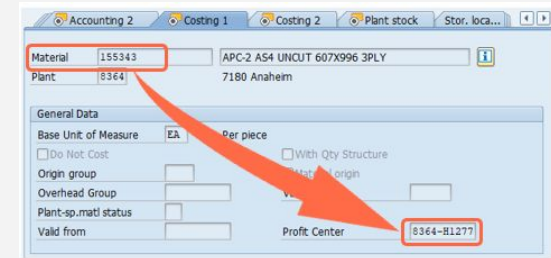 Accounting 2 Costing 1 Costing 2 Plant stock Stor. loca...
Material 155343 APC-2 AS4 UNCUT 607X996 3PLY
Plant 8364 7180 Anaheim
General Data
Base Unit of Measure EA Per piece
Do Not Cost With Qty Structure
Origin group origin
Overhead Group
Plant-sp.matl status
Valid from Profit Center 8364-H1277